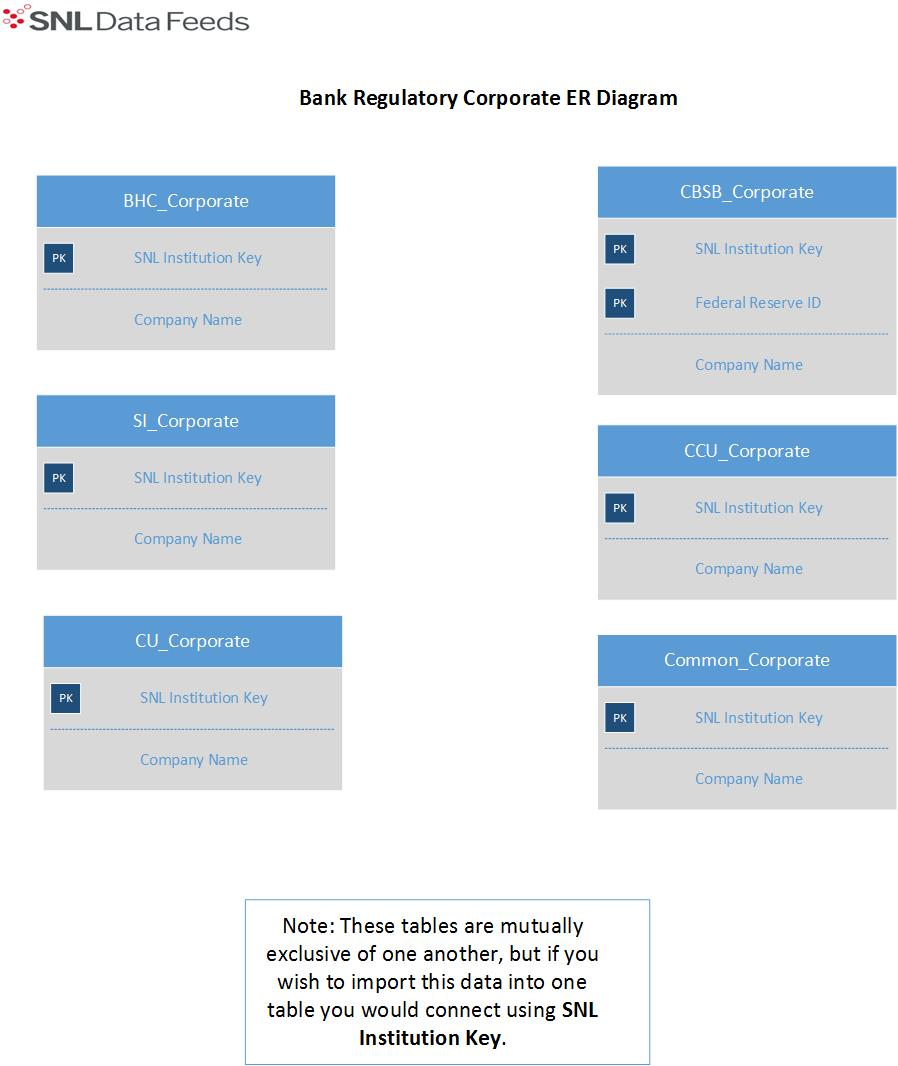 SNL Data Feeds
Bank Regulatory Corporate ER Diagram
BHC_Corporate
PK SNL Institution Key
Company Name
SI_Corporate
PK SNL Institution Key
Company Name
CU_Corporate
PK SNL Institution Key
Company Name
CBSB_Corporate
PK SNL Institution Key
PK Federal Reserve ID
Company Name
CCU_Corporate
PK SNL Institution Key
Company Name
Common_Corporate
PK SNL Institution Key
Company Name
Note: These tables are mutually
exclusive of one another, but if you
wish to import this data into one
table you would connect using SNL
Institution Key.